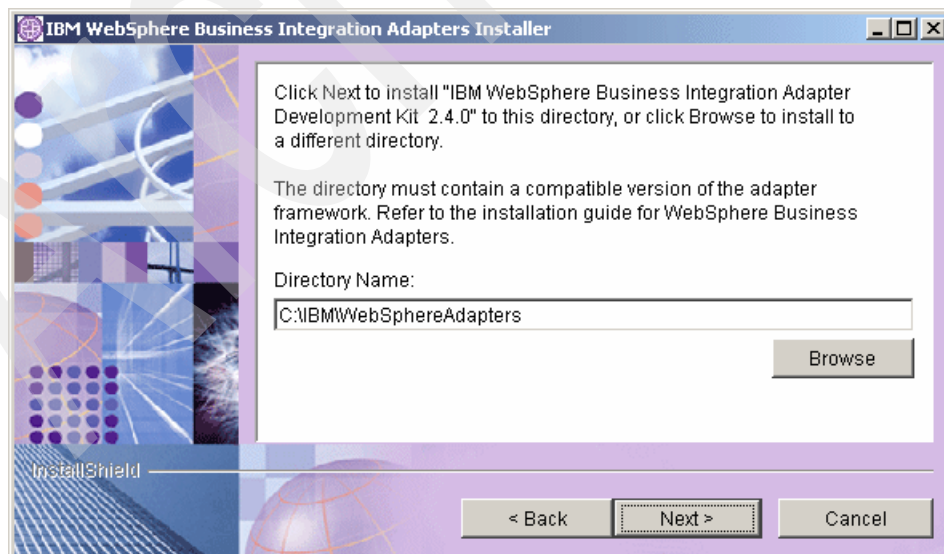 IBM WebSphere Business Integration Adapters Installer
Click Next to install "IBM WebSphere Business Integration Adapter
Development Kit 2.4.0" to this directory, or click Browse to install to
a different directory.
The directory must contain a compatible version of the adapter
framework. Refer to the installation guide for WebSphere Business
Integration Adapters.
Directory Name:
C:\IBM\WebSphereAdapters
Browse
InstallShield
< Back
Next >
Cancel